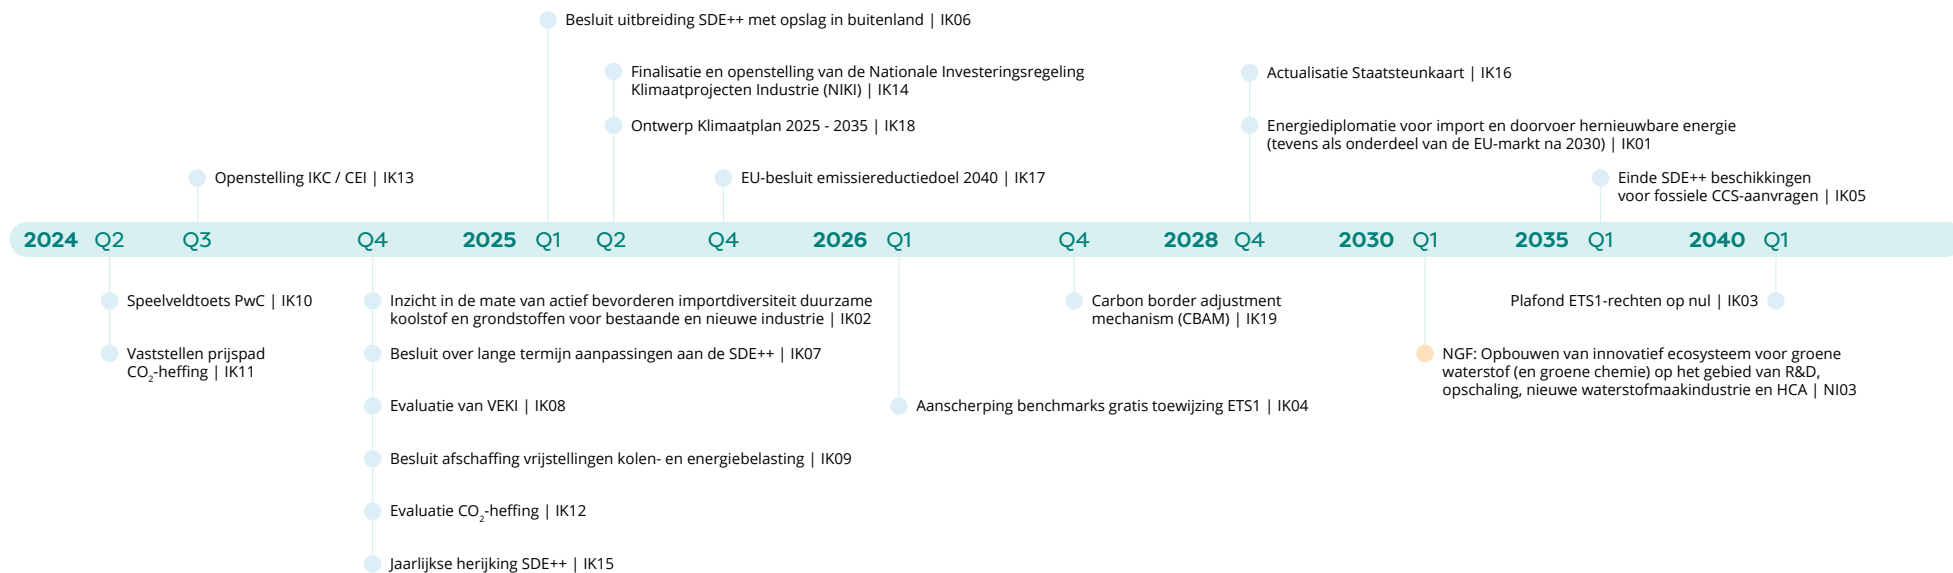 Besluit uitbreiding SDE++ met opslag in buitenland | IK06
Finalisatie en openstelling van de Nationale Investeringsregeling
Klimaatprojecten Industrie (NIKI) | IK14
Actualisatie Staatsteunkaart | IK16
Ontwerp Klimaatplan 2025 - 2035 | IK18
Energiediplomatie voor import en doorvoer hernieuwbare energie
(tevens als onderdeel van de EU-markt na 2030) | IK01
Openstelling IKC / CEI | IK13
EU-besluit emissiereductiedoel 2040 | IK17
Einde SDE++ beschikkingen
voor fossiele CCS-aanvragen | IK05
2024 Q2 Q3 Q4 2025 Q1 Q2 Q4 2026 Q1 Q4 2028 Q4 2030 Q1 2035 Q1 2040 Q1
Speelveldtoets PwC | IK10
Vaststellen prijspad
CO₂-heffing | IK11
Inzicht in de mate van actief bevorderen importdiversiteit duurzame
koolstof en grondstoffen voor bestaande en nieuwe industrie | IK02
Besluit over lange termijn aanpassingen aan de SDE++ | IK07
Evaluatie van VEKI | IK08
Besluit afschaffing vrijstellingen kolen- en energiebelasting | IK09
Evaluatie CO₂-heffing | IK12
Jaarlijkse herijking SDE++ | IK15
Aanscherping benchmarks gratis toewijzing ETS1 | IK04
Carbon border adjustment
mechanism (CBAM) | IK19
Plafond ETS1-rechten op nul | IK03
NGF: Opbouwen van innovatief ecosysteem voor groene
waterstof (en groene chemie) op het gebied van R&D,
opschaling, nieuwe waterstofmaakindustrie en HCA | NI03